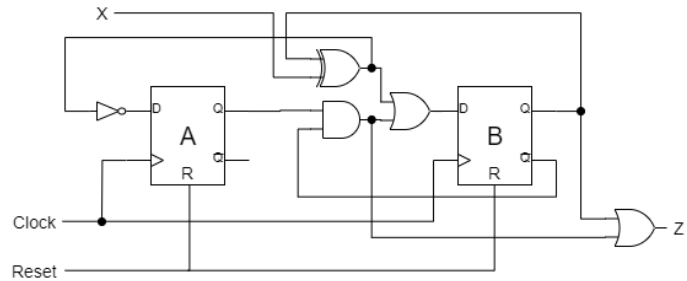 X
D Q D Q
A B
Q Q
R R
Clock
Z
Reset